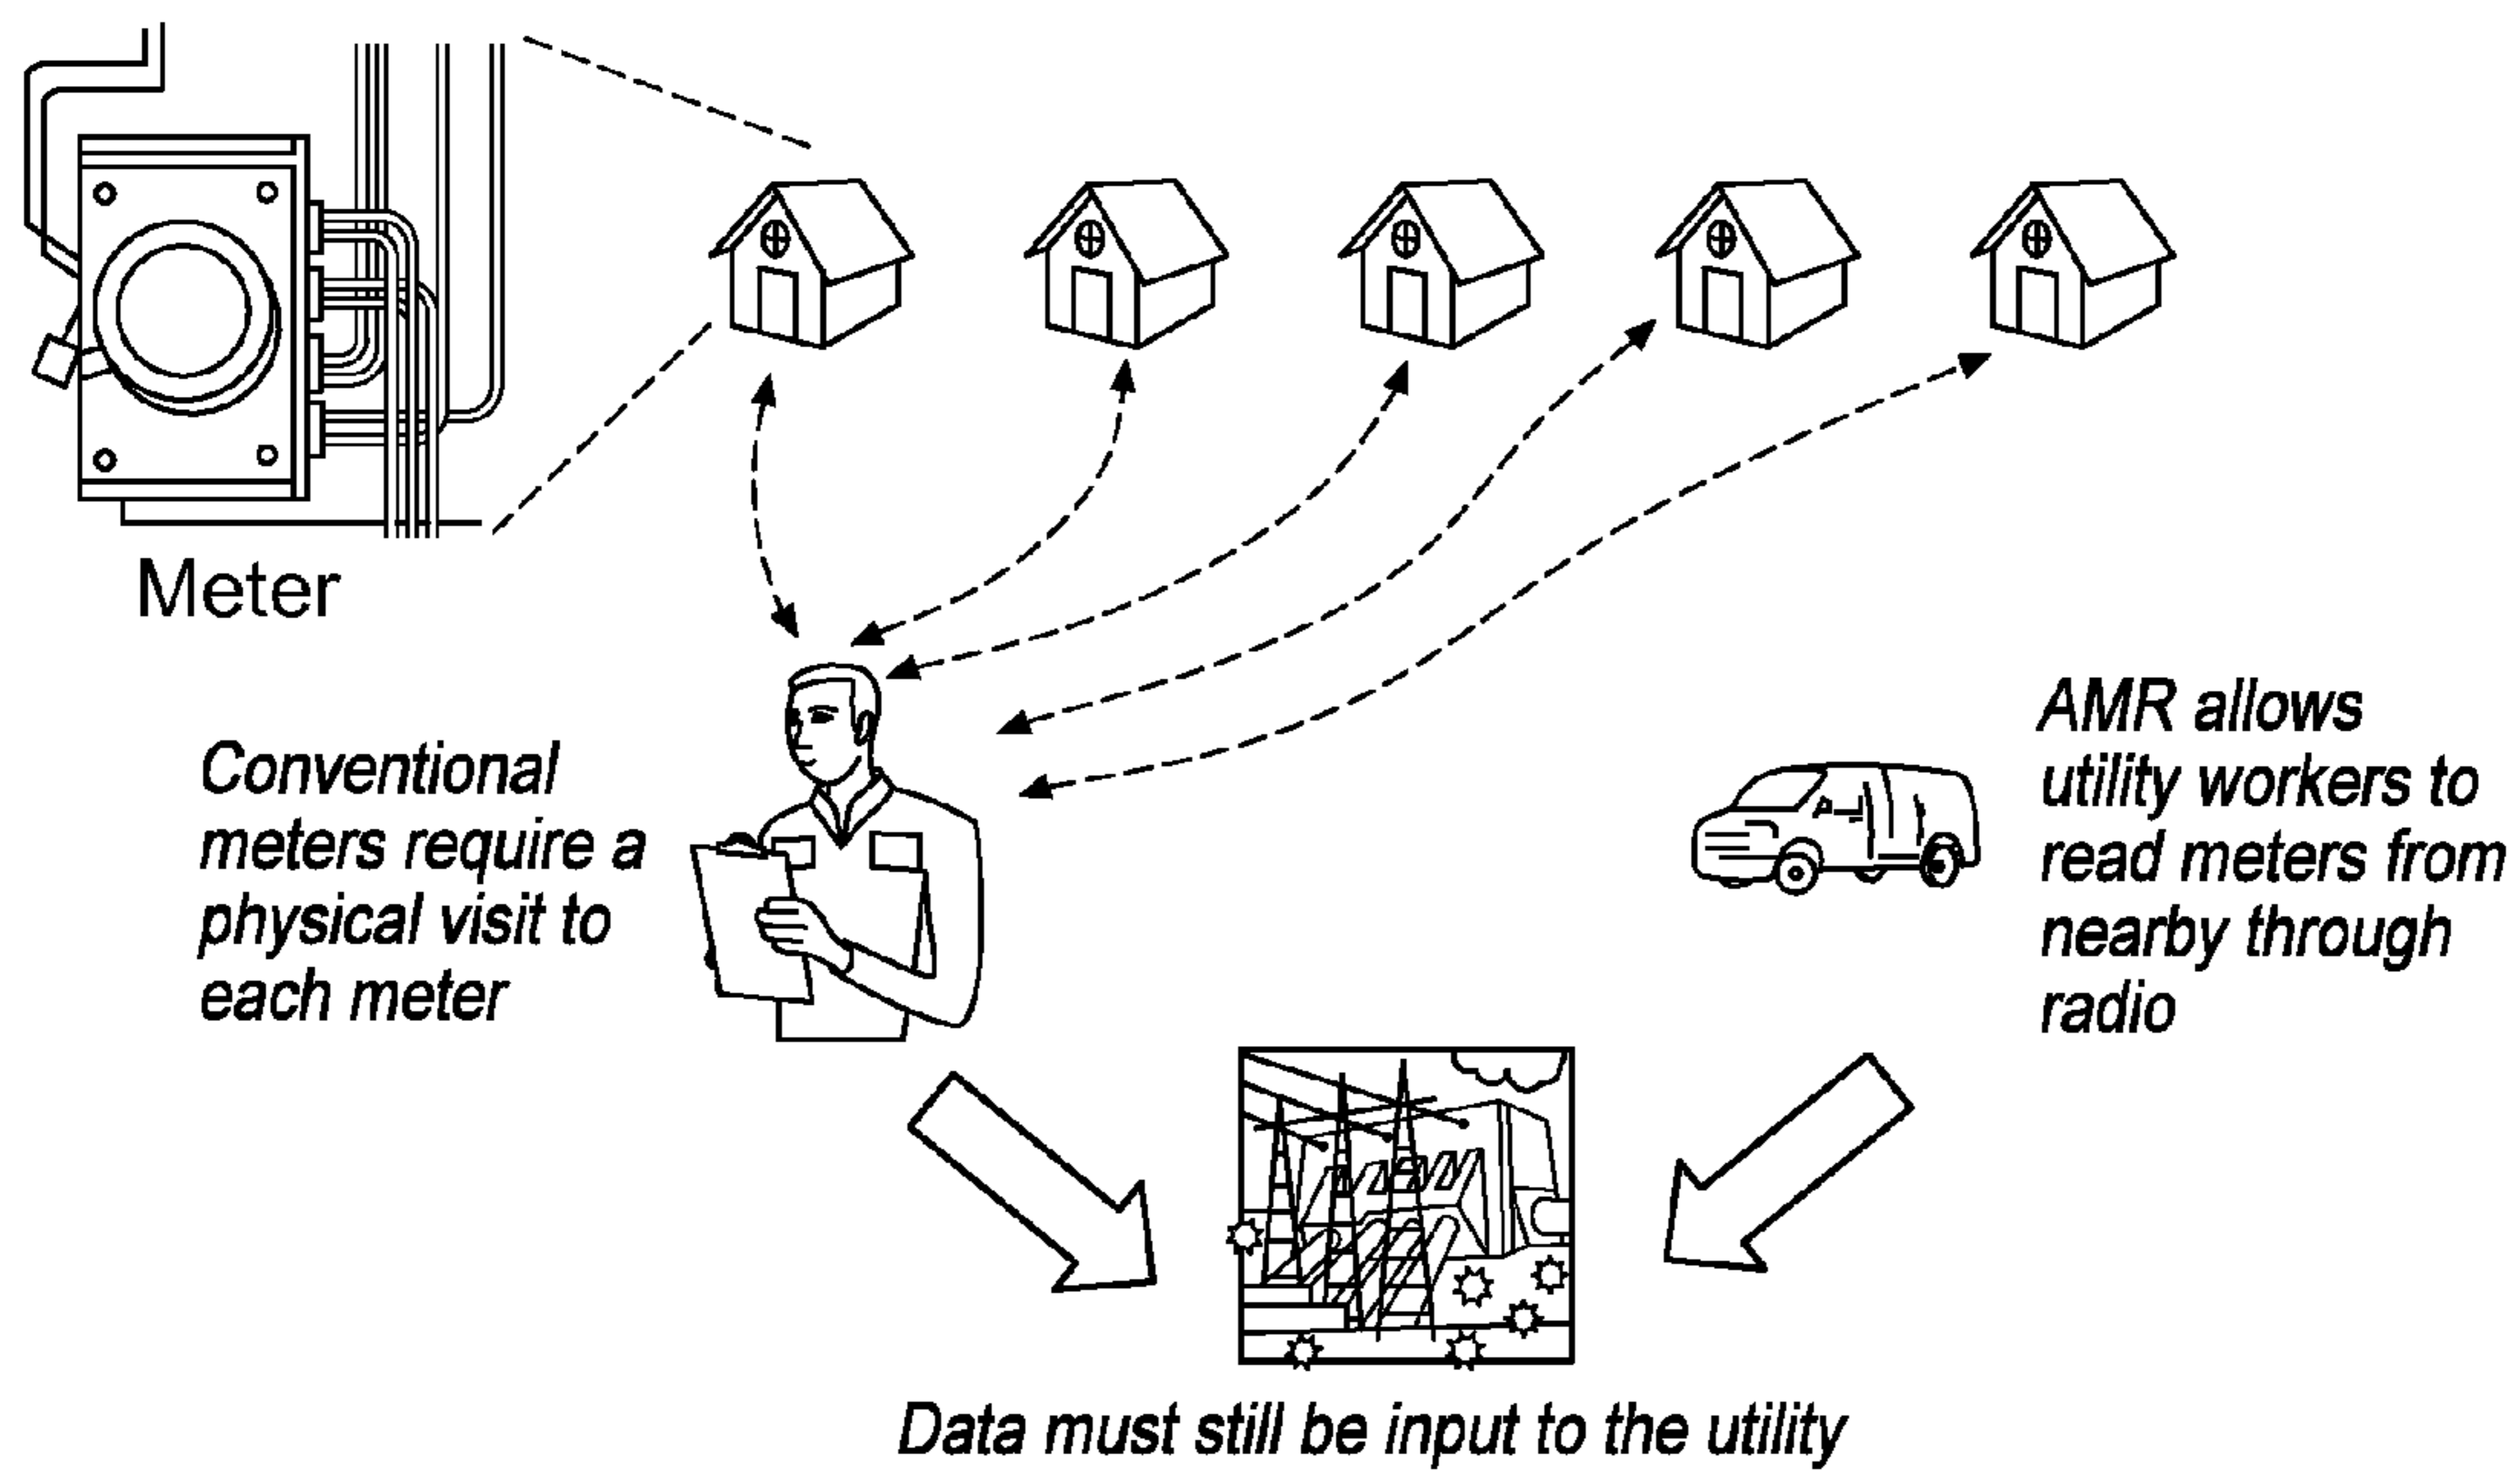 Meter
Conventional
meters require a
physical visit to
each meter
AMR allows
utility workers to
read meters from
nearby through
radio
Data must still be input to the utility